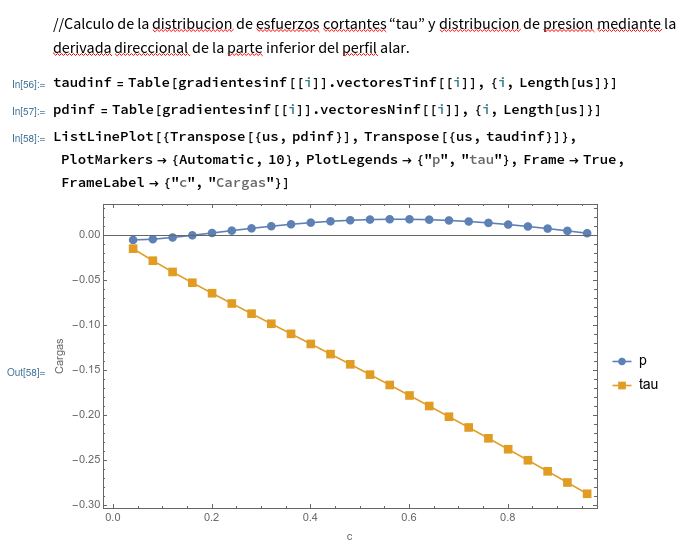 //Calculo de la distribucion de esfuerzos cortantes “tau” y distribucion de presion mediante la
derivada direccional de la parte inferior del perfil alar.
In[56]:= taudinf = Table[gradientesinf[[i]].vectoresTinf[[i]], {i, Length[us]}]
In[57]:= pdinf = Table[gradientesinf[[i]].vectoresNinf[[i]], {i, Length[us]}]
In[58]:= ListLinePlot[{Transpose[{us, pdinf}], Transpose[{us, taudinf}]},
PlotMarkers → {Automatic, 10}, PlotLegends → {"p", "tau"}, Frame → True,
FrameLabel → {"c", "Cargas"}]
Out[58]=
Cargas
0.00
−0.05
−0.10
−0.15
−0.20
−0.25
−0.30
0.0 0.2 0.4 0.6 0.8
c
p
tau